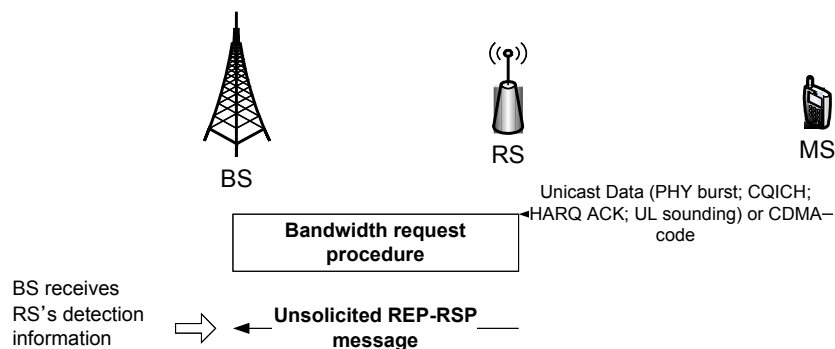 BS
RS
MS
Unicast Data (PHY burst; CQICH;
HARQ ACK; UL sounding) or CDMA
code
Bandwidth request
procedure
BS receives
RS's detection
information
Unsolicited REP-RSP
message